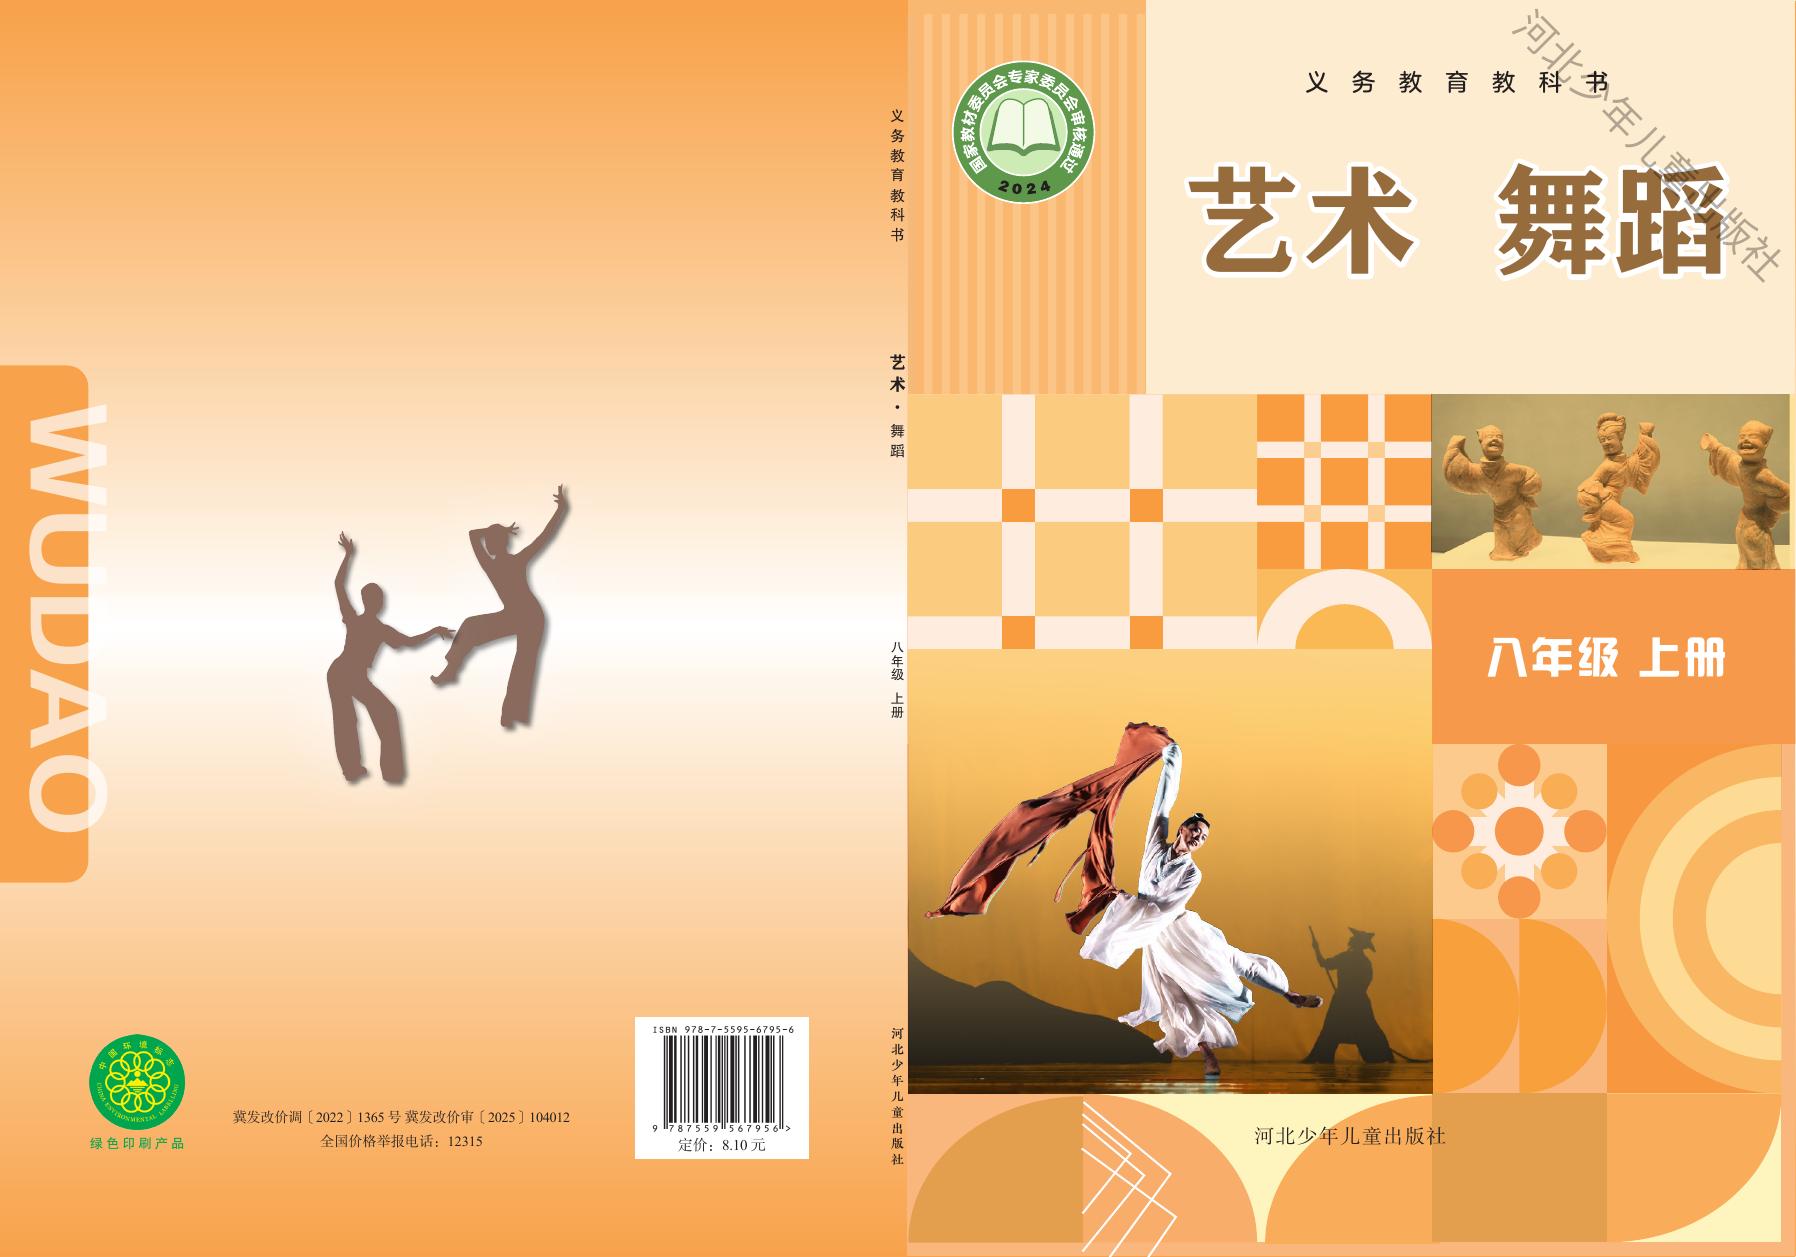 WUDAO
中国环境标志
CHINA ENVIRONMENTAL LABELLING
绿色印刷产品
冀发改价调〔2022〕1365号 冀发改价审〔2025〕104012
全国价格举报电话：12315
ISBN 978-7-5595-6795-6
9 787559 567956 >
定价：8.10元
义务教育教科书
艺术·舞蹈
八年级 上册
河北少年儿童出版社
国家教材委员会专家委员会审核通过
2024
义务教育教科书
艺术 舞蹈
河北少年儿童出版社
八年级 上册
河北少年儿童出版社